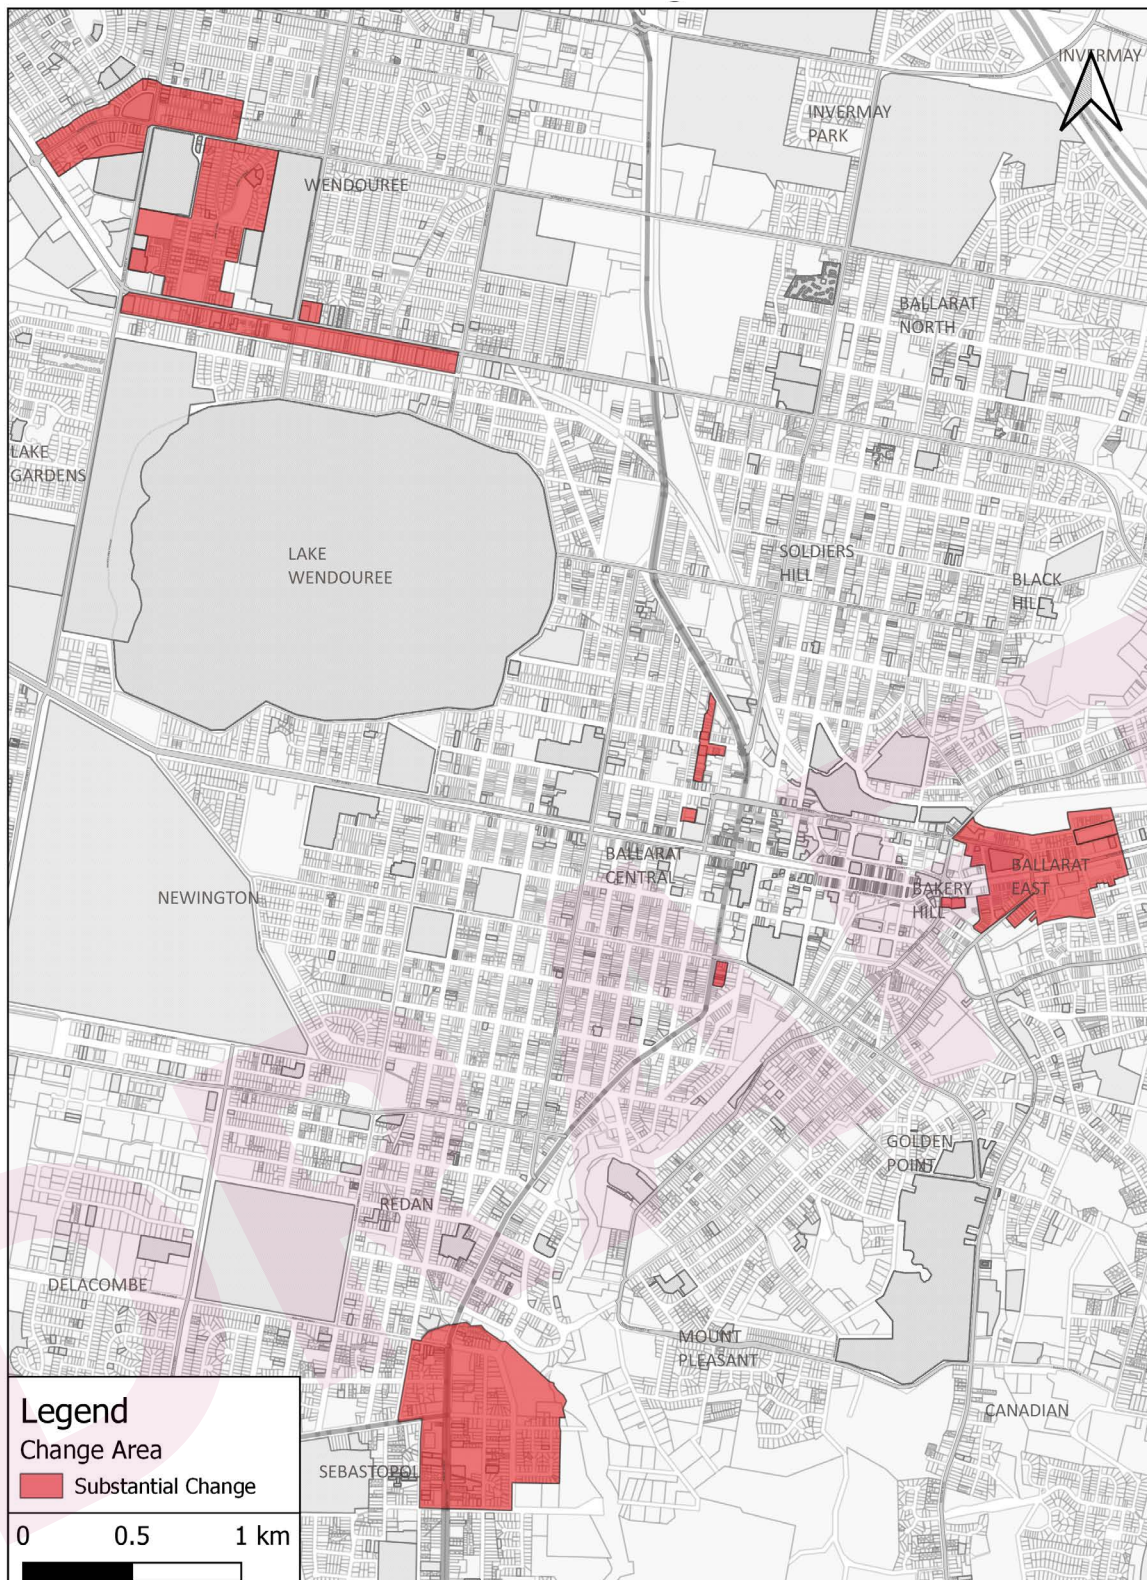 INVERMAY
INVERMAY
PARK
WENDOUREE
BALLARAT
NORTH
LAKE
GARDENS
LAKE
WENDOUREE
SOLDIERS
HILL
BLACK
HILL
BALLARAT
CENTRAL
BALLARAT
EAST
BAKERY
HILL
NEWINGTON
GOLDEN
POINT
REDAN
DELACOMBE
MOUNT
PLEASANT
CANADIAN
SEBASTOPOL
Legend
Change Area
Substantial Change
0 0.5 1 km